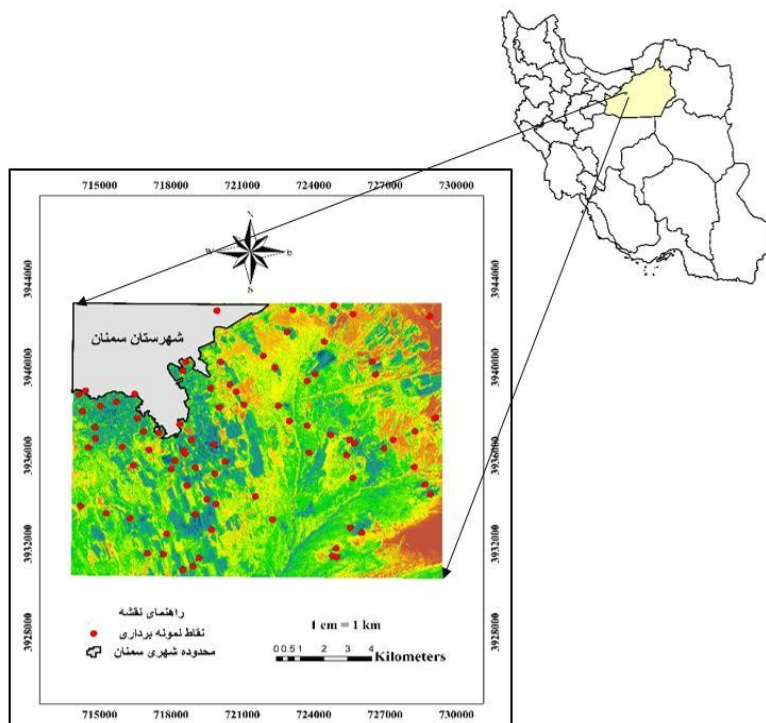 715000 718000 721000 724000 727000 730000
N
W E
S
3944000 3944000
شهرستان سمنان
3940000 3940000
3936000 3936000
3932000 3932000
3928000 3928000
راهنمای نقشه
نقاط نمونه برداری
محدوده شهری سمنان
1 cm = 1 km
0 0.5 1 2 3 4
Kilometers
715000 718000 721000 724000 727000 730000